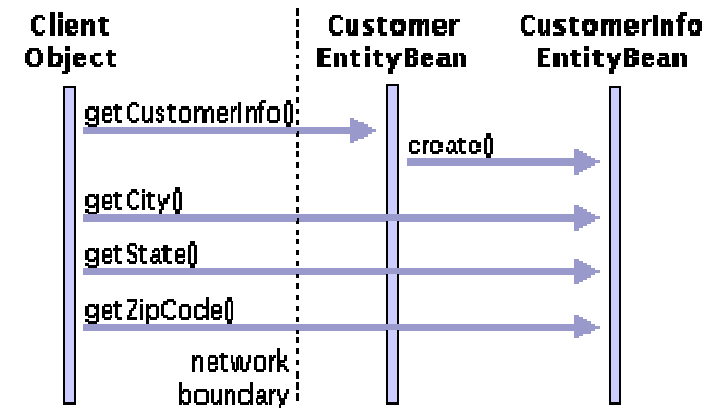 Client
Object
Customer
EntityBean
CustomerInfo
EntityBean
getCustomerInfo()
create()
getCity()
getState()
getZipCode()
network
boundary